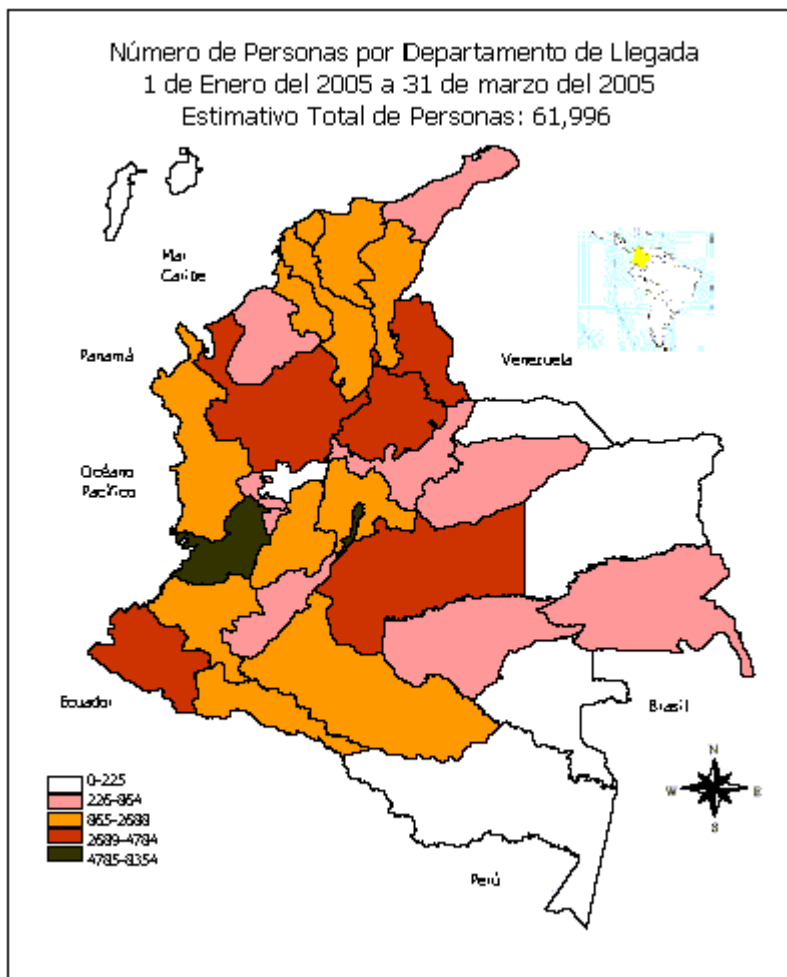 Número de Personas por Departamento de Llegada
1 de Enero del 2005 a 31 de marzo del 2005
Estimativo Total de Personas: 61,996
Mar
Caribe
Panamá
Venezuela
Océano
Pacífico
Ecuador
Brasil
Perú
N
W E
S
0-225
226-864
865-2688
2689-4784
4785-8354